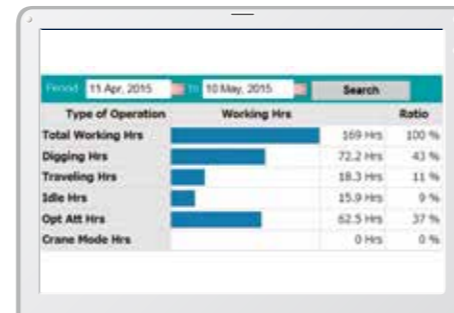 Period 11 Apr, 2015 to 10 May, 2015 Search
Type of Operation Working Hrs Ratio
Total Working Hrs 169 Hrs 100 %
Digging Hrs 72.2 Hrs 43 %
Traveling Hrs 18.3 Hrs 11 %
Idle Hrs 15.9 Hrs 9 %
Opt Att Hrs 62.5 Hrs 37 %
Crane Mode Hrs 0 Hrs 0 %